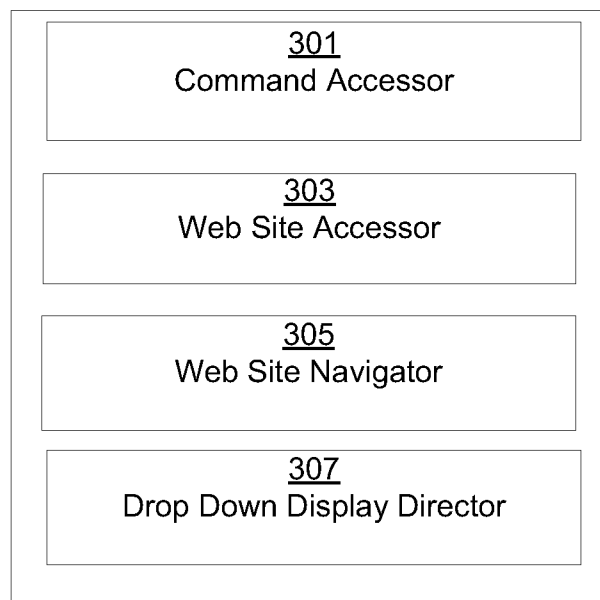 301
Command Accessor
303
Web Site Accessor
305
Web Site Navigator
307
Drop Down Display Director